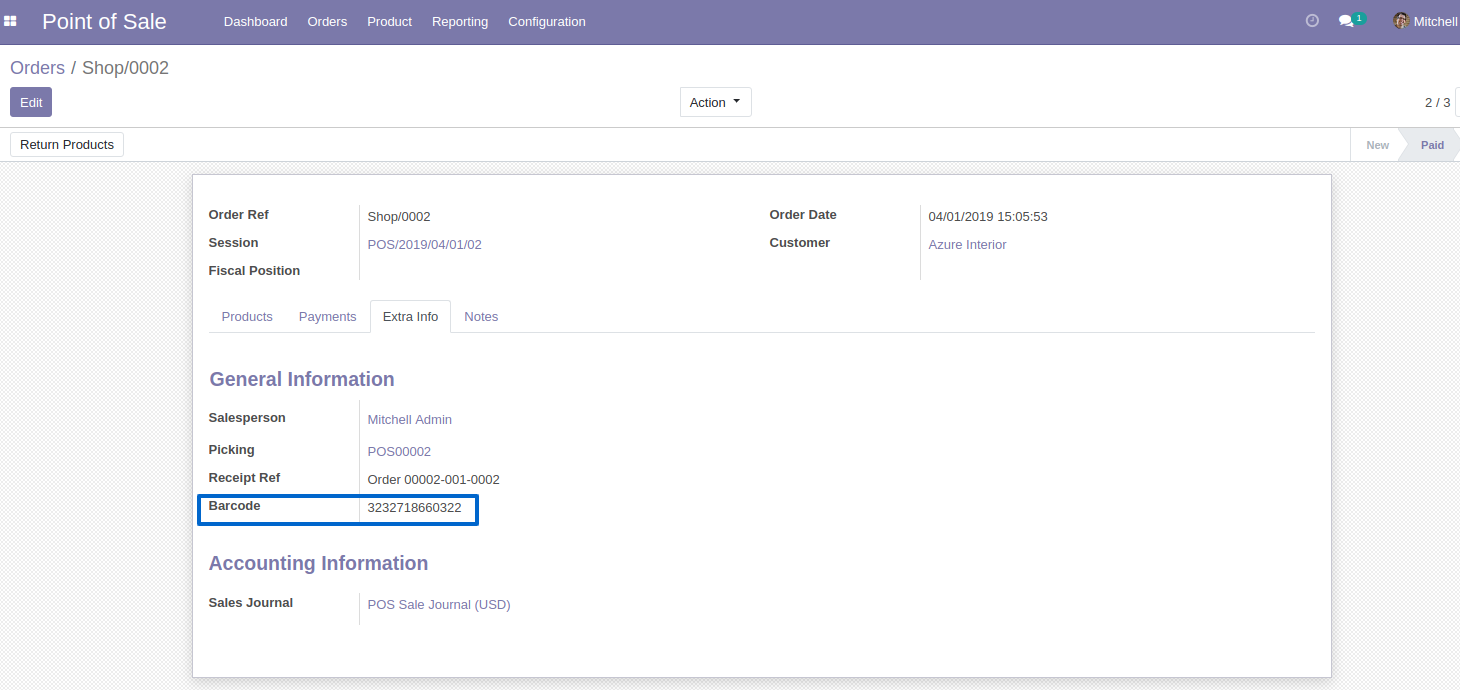 Point of Sale Dashboard Orders Product Reporting Configuration 1 Mitchell
Orders / Shop/0002
Edit Action 2 / 3
Return Products New Paid
Order Ref Shop/0002 Order Date 04/01/2019 15:05:53
Session POS/2019/04/01/02 Customer Azure Interior
Fiscal Position
Products Payments Extra Info Notes
General Information
Salesperson Mitchell Admin
Picking POS00002
Receipt Ref Order 00002-001-0002
Barcode 3232718660322
Accounting Information
Sales Journal POS Sale Journal (USD)